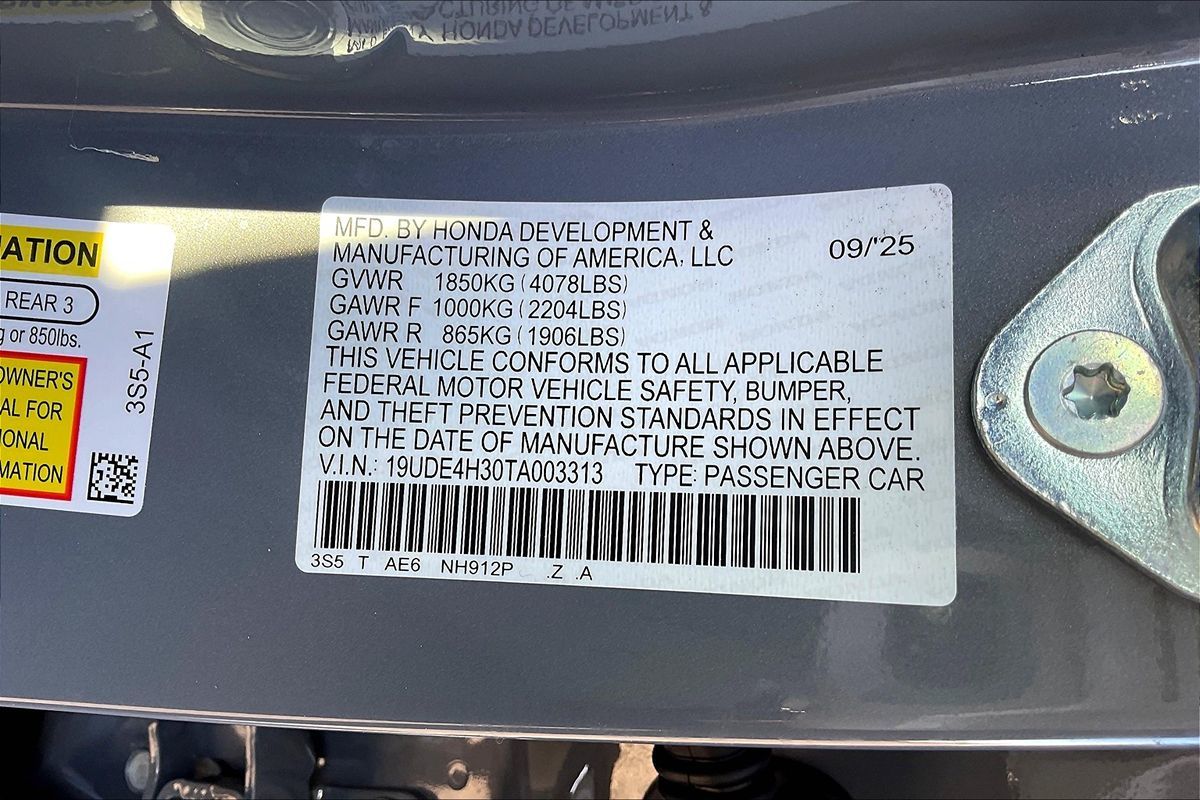 MATION
REAR 3
g or 850lbs.
OWNER'S
AL FOR
IONAL
MATION
3S5-A1
MFD. BY HONDA DEVELOPMENT &
MANUFACTURING OF AMERICA, LLC 09/'25
GVWR 1850KG (4078LBS)
GAWR F 1000KG (2204LBS)
GAWR R 865KG (1906LBS)
THIS VEHICLE CONFORMS TO ALL APPLICABLE
FEDERAL MOTOR VEHICLE SAFETY, BUMPER,
AND THEFT PREVENTION STANDARDS IN EFFECT
ON THE DATE OF MANUFACTURE SHOWN ABOVE.
V.I.N.: 19UDE4H30TA003313 TYPE: PASSENGER CAR
3S5 T AE6 NH912P .Z .A